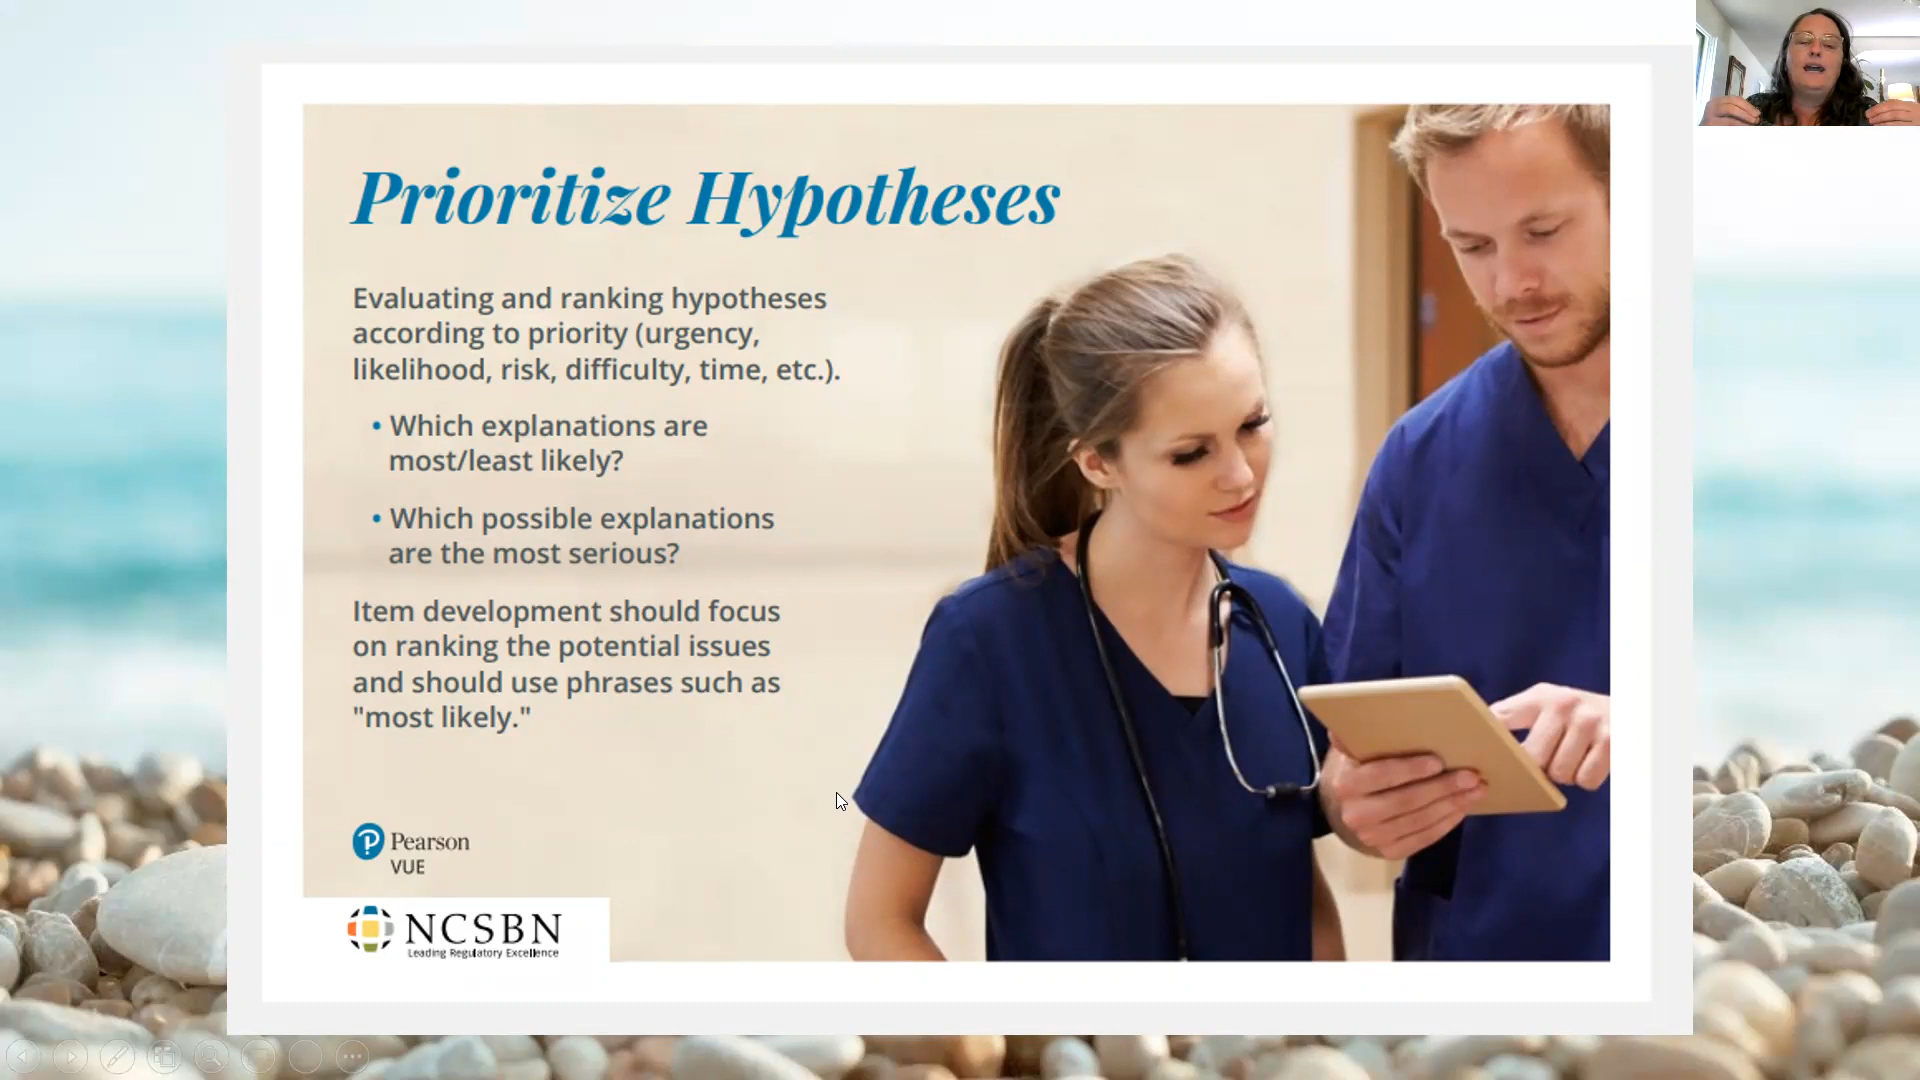 Prioritize Hypotheses
Evaluating and ranking hypotheses
according to priority (urgency,
likelihood, risk, difficulty, time, etc.).
• Which explanations are
most/least likely?
• Which possible explanations
are the most serious?
Item development should focus
on ranking the potential issues
and should use phrases such as
"most likely."
Pearson
VUE
NCSBN
Leading Regulatory Excellence